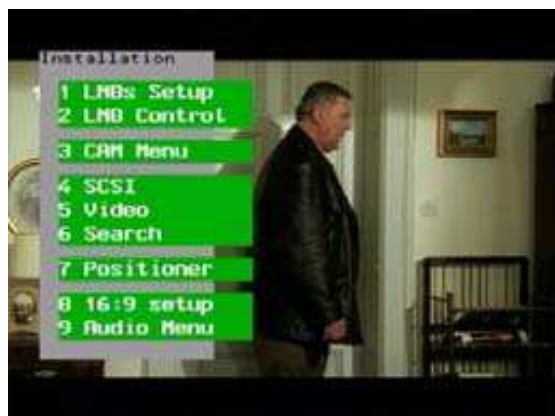 Installation
1 LNBs Setup
2 LNB Control
3 CAM Menu
4 SCSI
5 Video
6 Search
7 Positioner
8 16:9 setup
9 Audio Menu